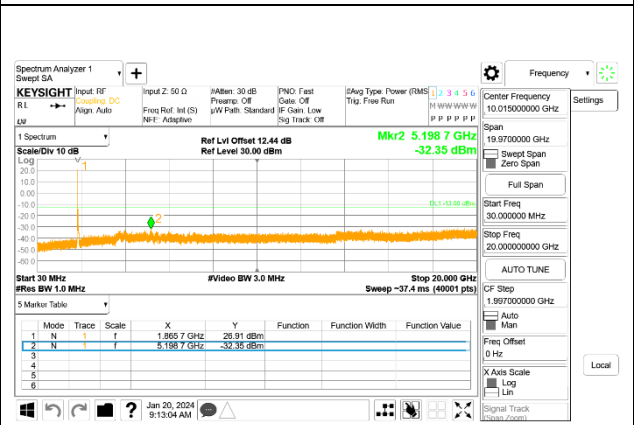 Spectrum Analyzer 1
Swept SA
Frequency
KEYSIGHT
RL
Input: RF
Coupling: DC
Align: Auto
Input Z: 50 Ω
Freq Ref: Int (S)
NFE: Adaptive
#Atten: 30 dB
Preamp: Off
µW Path: Standard
PNO: Fast
Gate: Off
IF Gain: Low
Sig Track: Off
#Avg Type: Power (RMS
Trig: Free Run
1 2 3 4 5 6
M W W W W W
P P P P P P
1 Spectrum
Scale/Div 10 dB
Ref Lvl Offset 12.44 dB
Ref Level 30.00 dBm
Mkr2 5.198 7 GHz
-32.35 dBm
Log
20.0
10.0
0.00
-10.0
-20.0
-30.0
-40.0
-50.0
-60.0
1
2
DL1 -13.00 dBm
Start 30 MHz
#Res BW 1.0 MHz
#Video BW 3.0 MHz
Stop 20.000 GHz
Sweep ~37.4 ms (40001 pts)
5 Marker Table
Mode Trace Scale X Y Function Function Width Function Value
1 N 1 f 1.865 7 GHz 26.91 dBm
2 N 1 f 5.198 7 GHz -32.35 dBm
3
4
5
6
?
Jan 20, 2024
9:13:04 AM
Center Frequency
10.015000000 GHz
Span
19.9700000 GHz
Swept Span
Zero Span
Full Span
Start Freq
30.000000 MHz
Stop Freq
20.000000000 GHz
AUTO TUNE
CF Step
1.997000000 GHz
Auto
Man
Freq Offset
0 Hz
X Axis Scale
Log
Lin
Signal Track
(Span Zoom)
Settings
Local